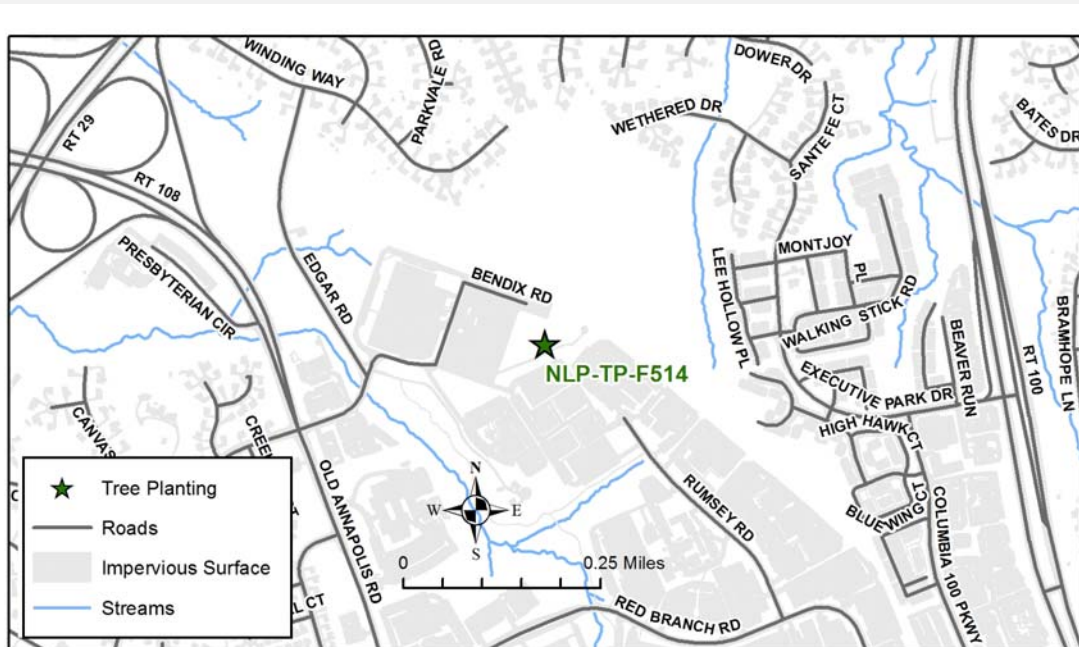 WINDING WAY
PARKVALE RD
DOWER DR
WETHERED DR
SANTE FE CT
BATES DR
RT 29
RT 108
PRESBYTERIAN CIR
EDGAR RD
BENDIX RD
NLP-TP-F514
LEE HOLLOW PL
MONTJOY
PL
WALKING STICK RD
EXECUTIVE PARK DR
BEAVER RUN
RT 100
BRAMHOPE LN
HIGH HAWK CT
BLUEWING CT
COLUMBIA 100 PKWY
RUMSEY RD
RED BRANCH RD
OLD ANNAPOLIS RD
CANVAS
CREE
L CT
N
W
E
S
0
0.25 Miles
Tree Planting
Roads
Impervious Surface
Streams